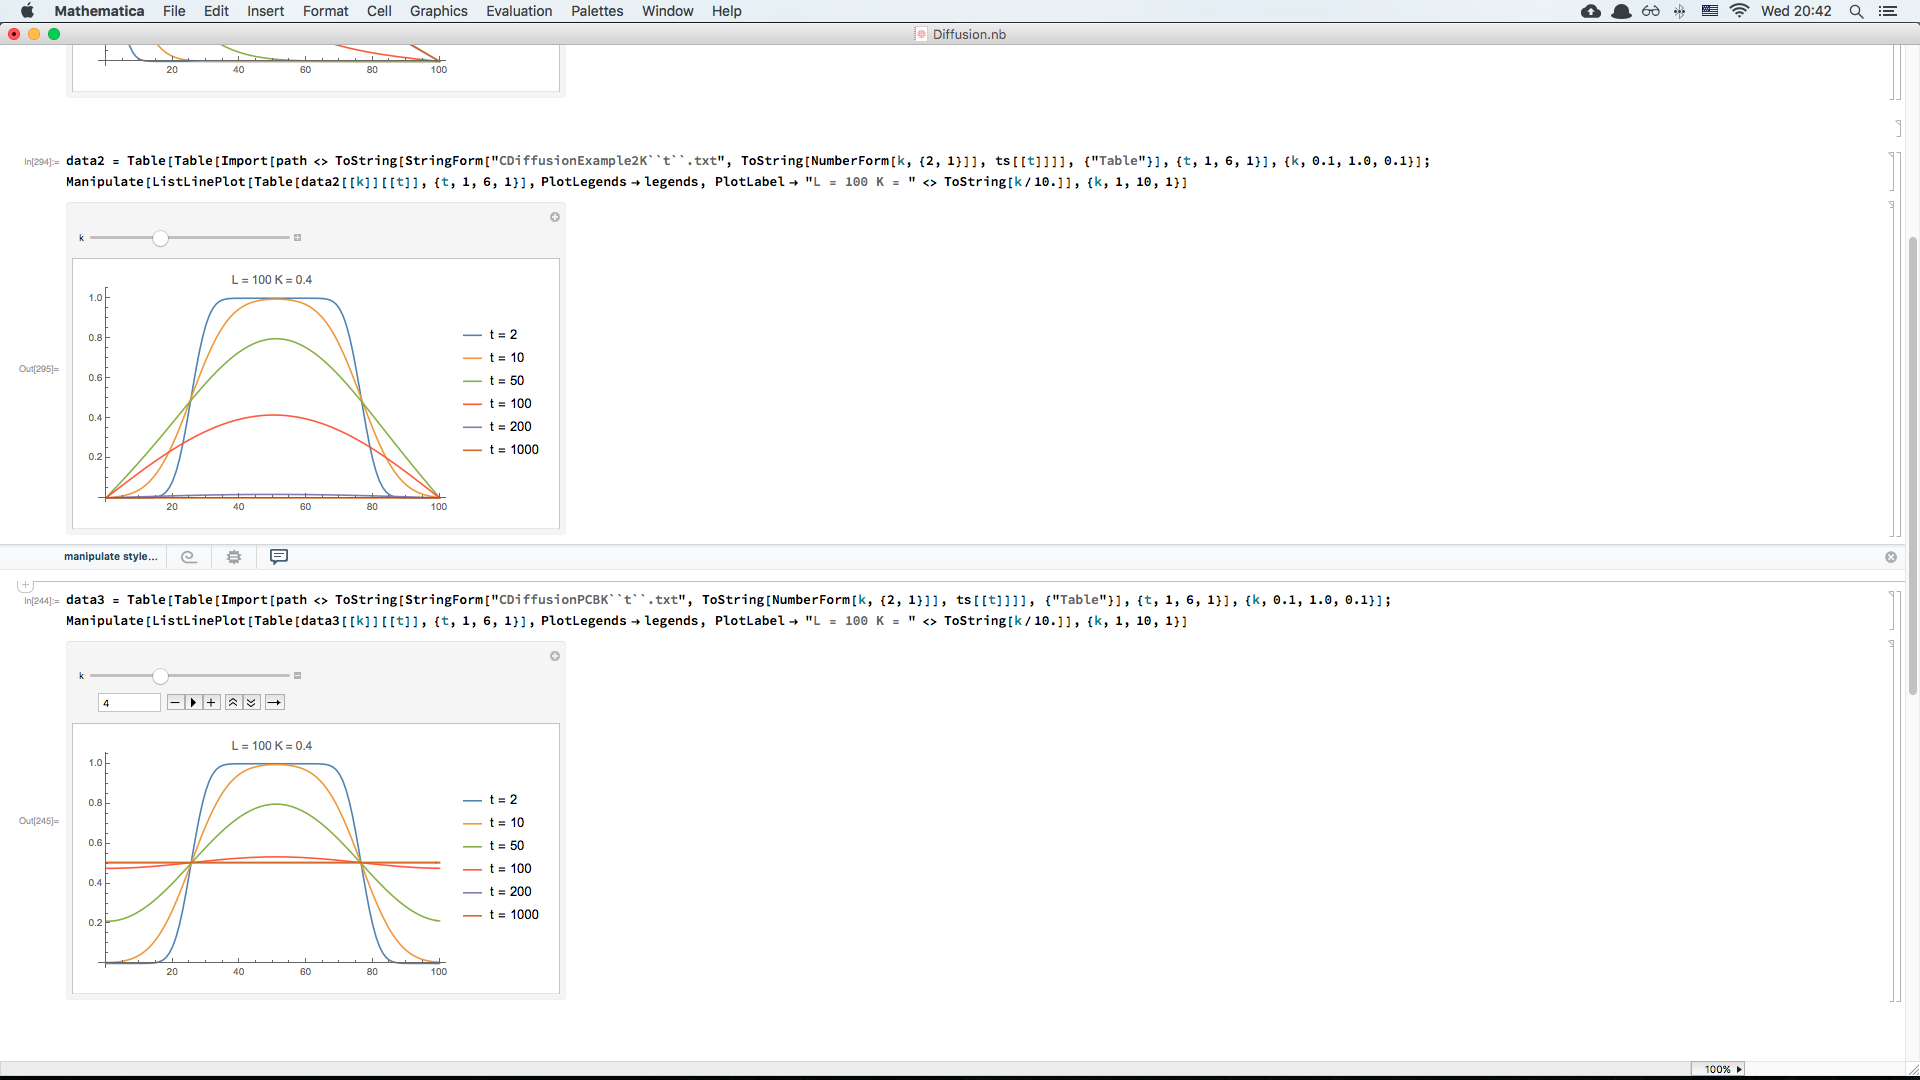 Mathematica File Edit Insert Format Cell Graphics Evaluation Palettes Window Help Wed 20:42
Diffusion.nb
20 40 60 80 100
In[294]:= data2 = Table[Table[Import[path <> ToString[StringForm["CDiffusionExample2K``t``.txt", ToString[NumberForm[k, {2, 1}]], ts[[t]]]], {"Table"}], {t, 1, 6, 1}], {k, 0.1, 1.0, 0.1}];
Manipulate[ListLinePlot[Table[data2[[k]][[t]], {t, 1, 6, 1}], PlotLegends → legends, PlotLabel → "L = 100 K = " <> ToString[k/10.]], {k, 1, 10, 1}]
k
L = 100 K = 0.4
1.0
0.8
0.6
0.4
0.2
20 40 60 80 100
t = 2
t = 10
t = 50
t = 100
t = 200
t = 1000
Out[295]=
manipulate style...
In[244]:= data3 = Table[Table[Import[path <> ToString[StringForm["CDiffusionPCBK``t``.txt", ToString[NumberForm[k, {2, 1}]], ts[[t]]]], {"Table"}], {t, 1, 6, 1}], {k, 0.1, 1.0, 0.1}];
Manipulate[ListLinePlot[Table[data3[[k]][[t]], {t, 1, 6, 1}], PlotLegends → legends, PlotLabel → "L = 100 K = " <> ToString[k/10.]], {k, 1, 10, 1}]
k
4
L = 100 K = 0.4
1.0
0.8
0.6
0.4
0.2
20 40 60 80 100
t = 2
t = 10
t = 50
t = 100
t = 200
t = 1000
Out[245]=
100%